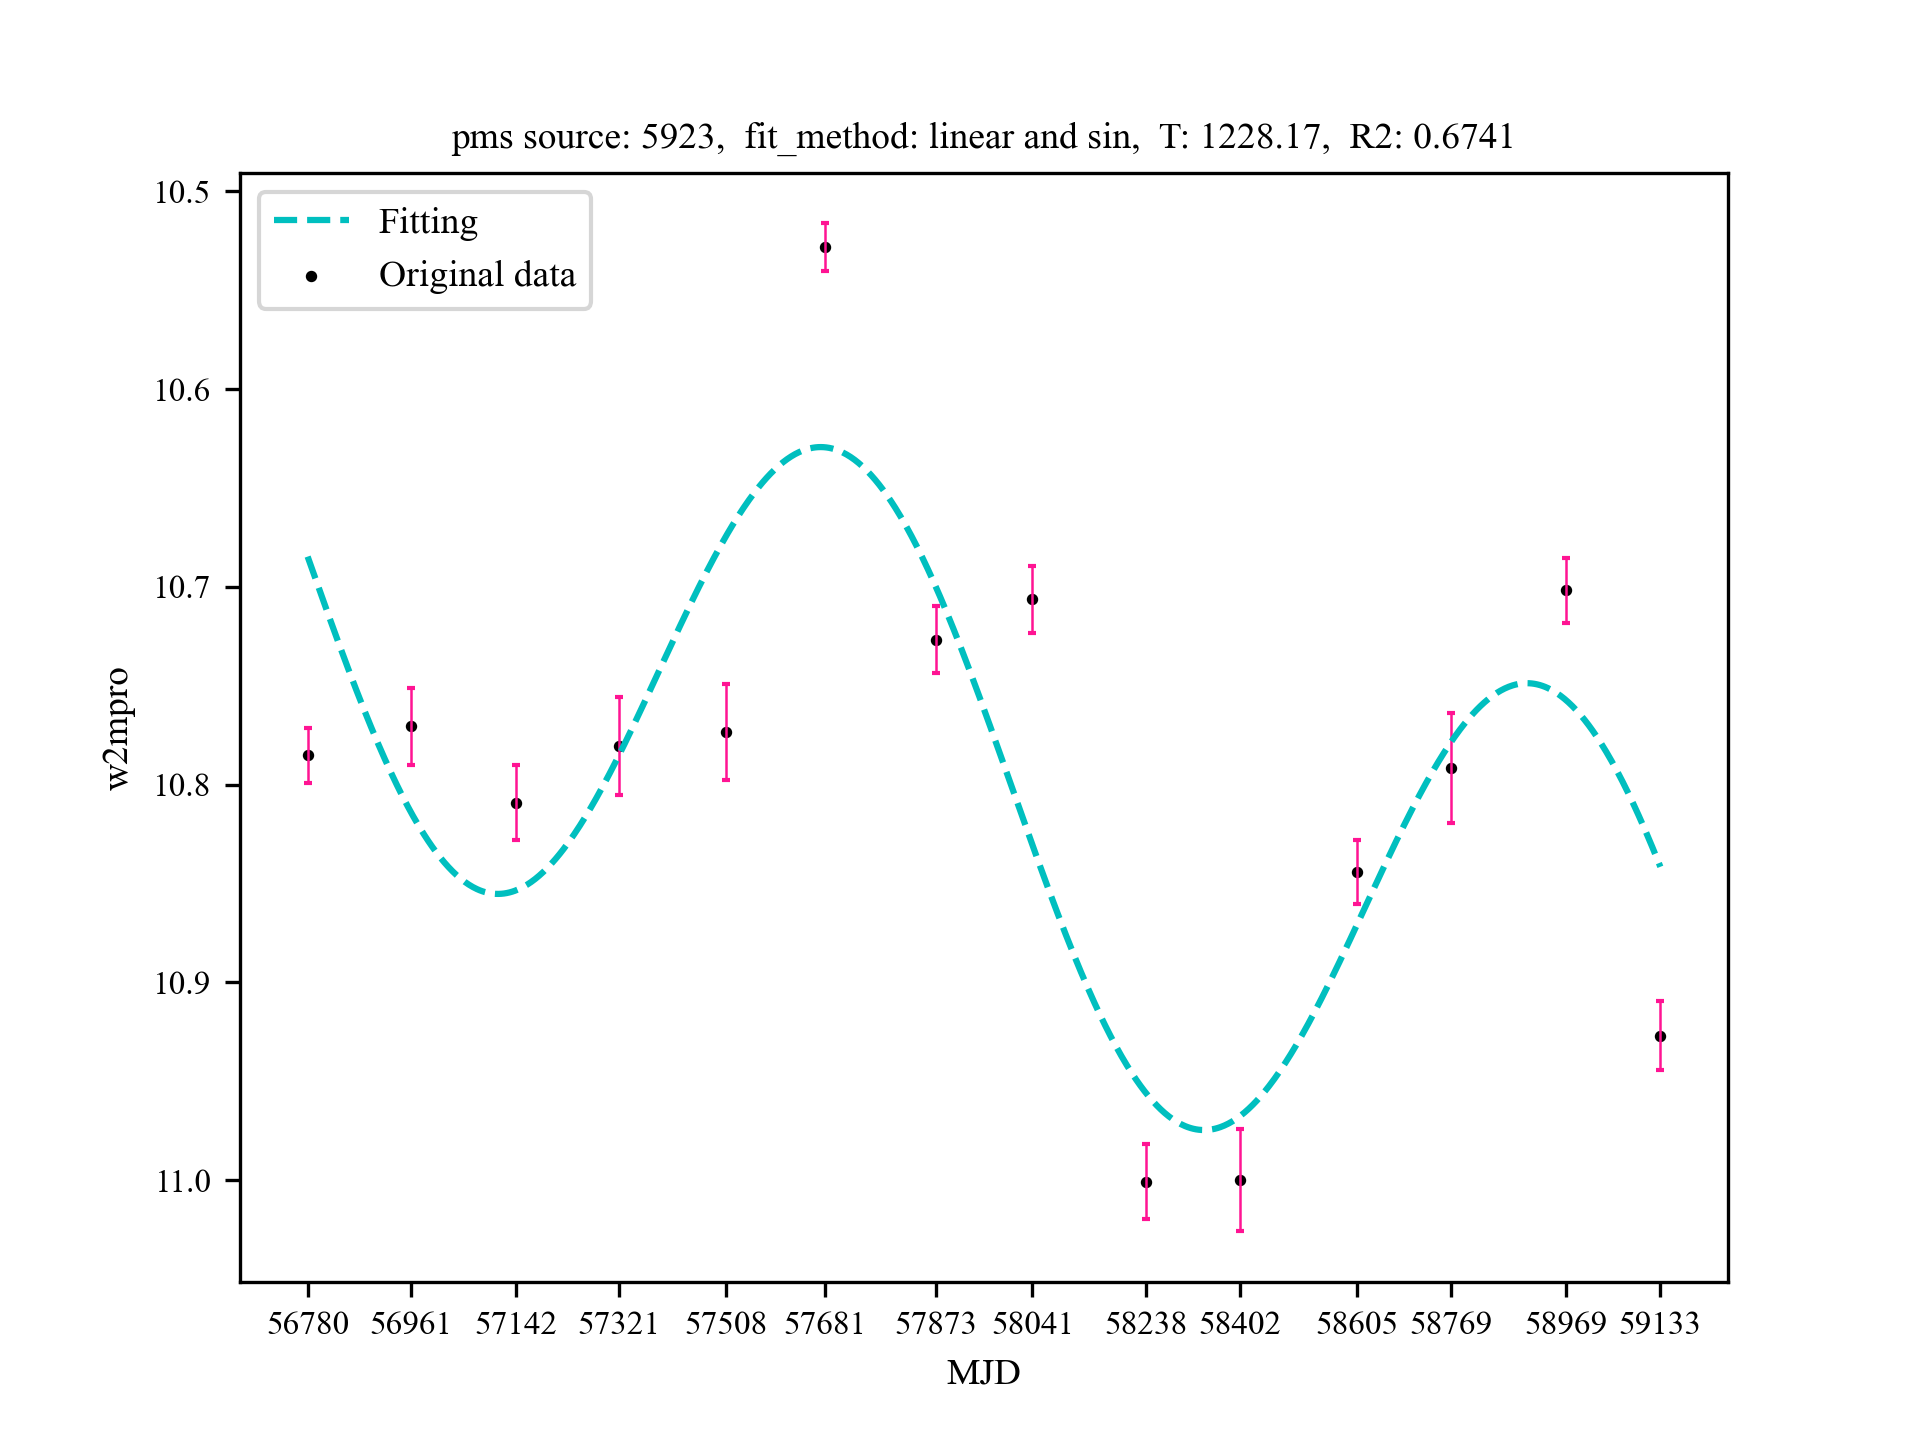 pms source: 5923,  fit_method: linear and sin,  T: 1228.17,  R2: 0.6741
Fitting
Original data
10.5
10.6
10.7
10.8
10.9
11.0
w2mpro
56780 56961 57142 57321 57508 57681 57873 58041 58238 58402 58605 58769 58969 59133
MJD